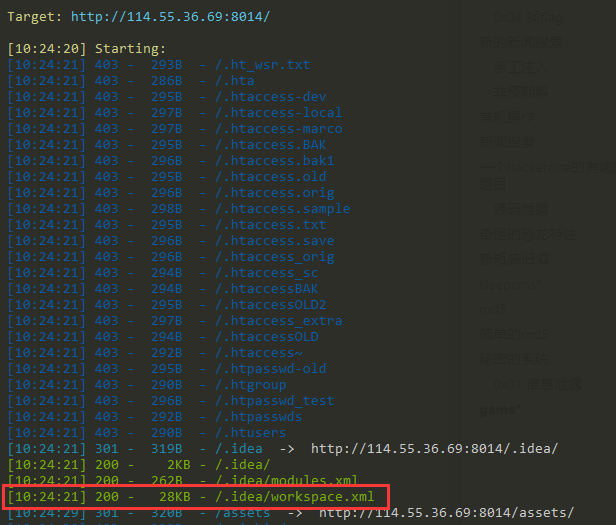 Target: http://114.55.36.69:8014/
[10:24:20] Starting:
[10:24:21] 403 - 293B - /.ht_wsr.txt
[10:24:21] 403 - 286B - /.hta
[10:24:21] 403 - 295B - /.htaccess-dev
[10:24:21] 403 - 297B - /.htaccess-local
[10:24:21] 403 - 297B - /.htaccess-marco
[10:24:21] 403 - 295B - /.htaccess.BAK
[10:24:21] 403 - 296B - /.htaccess.bak1
[10:24:21] 403 - 295B - /.htaccess.old
[10:24:21] 403 - 296B - /.htaccess.orig
[10:24:21] 403 - 298B - /.htaccess.sample
[10:24:21] 403 - 295B - /.htaccess.txt
[10:24:21] 403 - 296B - /.htaccess.save
[10:24:21] 403 - 296B - /.htaccess_orig
[10:24:21] 403 - 294B - /.htaccess_sc
[10:24:21] 403 - 294B - /.htaccessBAK
[10:24:21] 403 - 295B - /.htaccessOLD2
[10:24:21] 403 - 297B - /.htaccess_extra
[10:24:21] 403 - 294B - /.htaccessOLD
[10:24:21] 403 - 292B - /.htaccess~
[10:24:21] 403 - 295B - /.htpasswd-old
[10:24:21] 403 - 290B - /.htgroup
[10:24:21] 403 - 296B - /.htpasswd_test
[10:24:21] 403 - 292B - /.htpasswds
[10:24:21] 403 - 290B - /.htusers
[10:24:21] 301 - 319B - /.idea -> http://114.55.36.69:8014/.idea/
[10:24:21] 200 - 2KB - /.idea/
[10:24:21] 200 - 262B - /.idea/modules.xml
[10:24:21] 200 - 28KB - /.idea/workspace.xml
[10:24:29] 301 - 320B - /assets -> http://114.55.36.69:8014/assets/